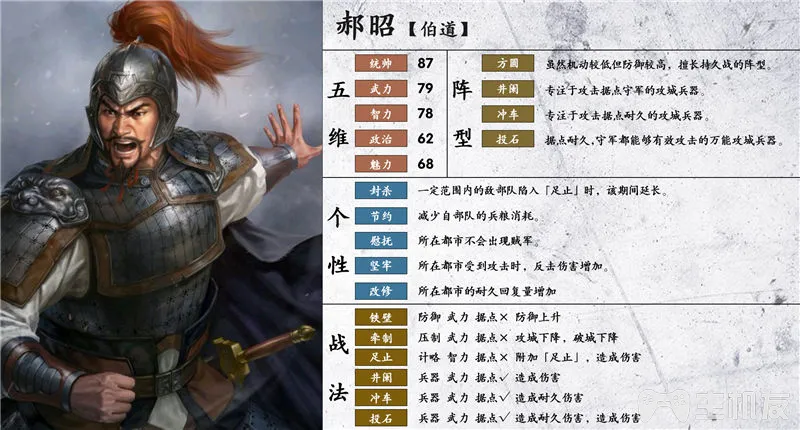 郝昭【伯道】
五维
统帅 87
武力 79
智力 78
政治 62
魅力 68
阵型
方圆 虽然机动较低但防御较高，擅长持久战的阵型。
井阑 专注于攻击据点守军的攻城兵器。
冲车 专注于攻击据点耐久的攻城兵器。
投石 据点耐久,守军都能够有效攻击的万能攻城兵器。
个性
封杀 一定范围内的敌部队陷入「足止」时，该期间延长。
节约 减少自部队的兵粮消耗。
慰抚 所在都市不会出现贼军。
坚牢 所在都市受到攻击时，反击伤害增加。
改修 所在都市的耐久回复量增加
战法
铁壁 防御 武力 据点× 防御上升
牵制 压制 武力 据点× 攻城下降，破城下降
足止 计略 智力 据点× 附加「足止」，造成伤害
井阑 兵器 武力 据点√ 造成伤害
冲车 兵器 武力 据点√ 造成耐久伤害
投石 兵器 武力 据点√ 造成耐久伤害，造成伤害